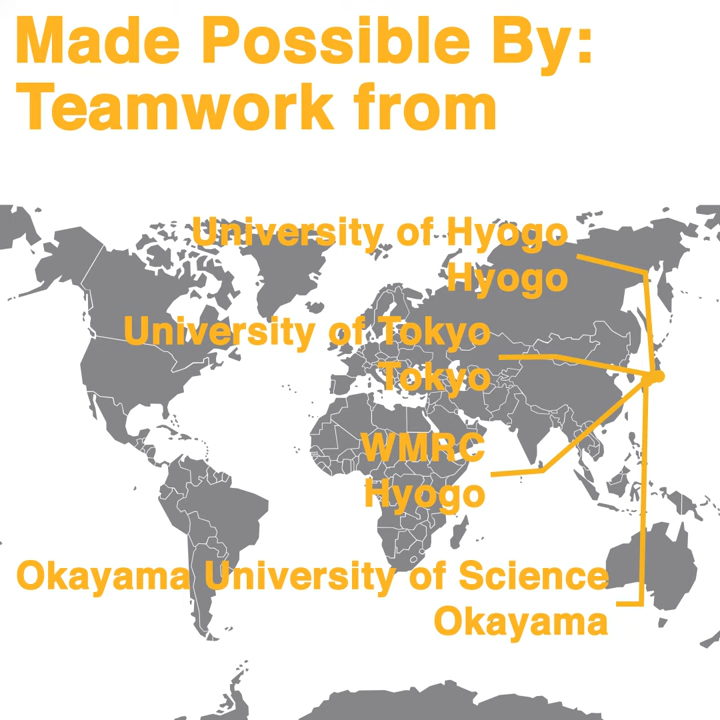 Made Possible By:
Teamwork from
University of Hyogo
Hyogo
University of Tokyo
Tokyo
WMRC
Hyogo
Okayama University of Science
Okayama